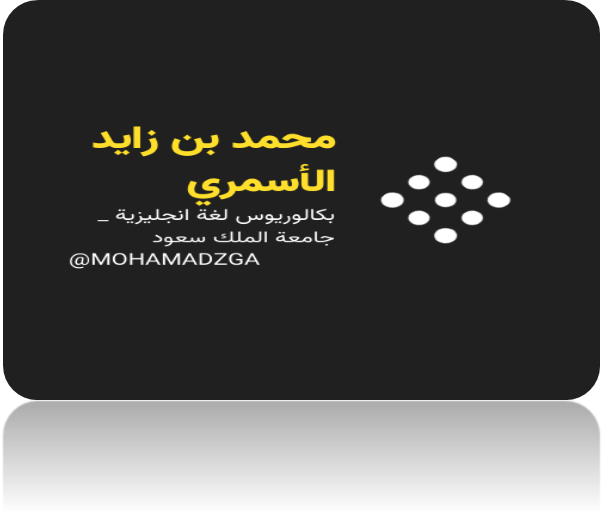 محمد بن زايد
الأسمري
بكالوريوس لغة انجليزية _
جامعة الملك سعود
@MOHAMADZGA